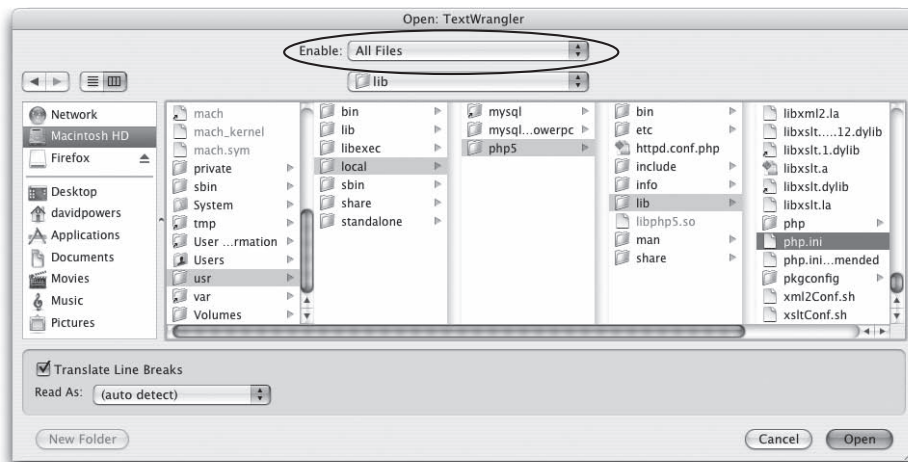 Open: TextWrangler
Enable: All Files
lib
Network
Macintosh HD
Firefox
Desktop
davidpowers
Applications
Documents
Movies
Music
Pictures
mach
mach_kernel
mach.sym
private
sbin
System
tmp
User ...rmation
Users
usr
var
Volumes
bin
lib
libexec
local
sbin
share
standalone
mysql
mysql...owerpc
php5
bin
etc
httpd.conf.php
include
info
lib
libphp5.so
man
share
libxml2.la
libxslt.....12.dylib
libxslt.1.dylib
libxslt.a
libxslt.dylib
libxslt.la
php
php.ini
php.ini...mended
pkgconfig
xml2Conf.sh
xsltConf.sh
Translate Line Breaks
Read As: (auto detect)
New Folder
Cancel
Open